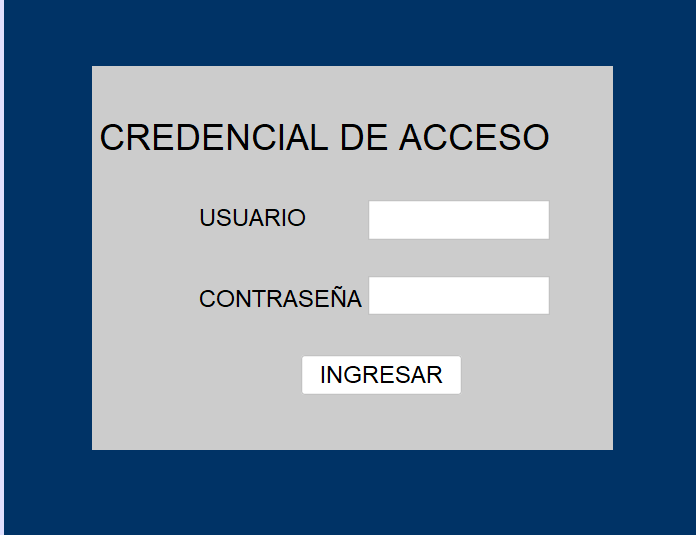 CREDENCIAL DE ACCESO
USUARIO
CONTRASEÑA
INGRESAR